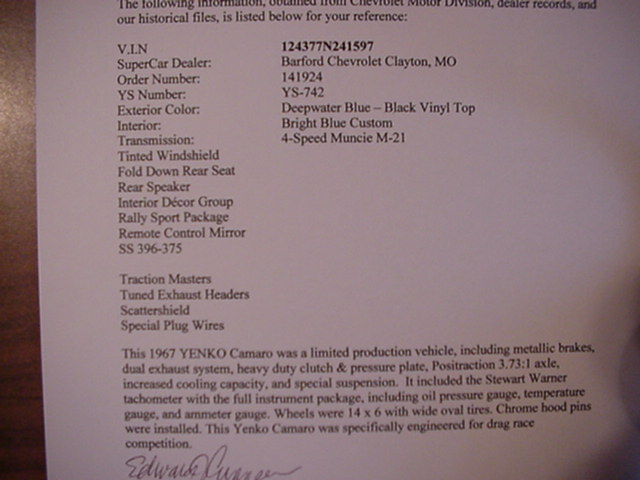 The following information, obtained from Chevrolet Motor Division, dealer records, and
our historical files, is listed below for your reference:
V.I.N 124377N241597
SuperCar Dealer: Barford Chevrolet Clayton, MO
Order Number: 141924
YS Number: YS-742
Exterior Color: Deepwater Blue – Black Vinyl Top
Interior: Bright Blue Custom
Transmission: 4-Speed Muncie M-21
Tinted Windshield
Fold Down Rear Seat
Rear Speaker
Interior Décor Group
Rally Sport Package
Remote Control Mirror
SS 396-375
Traction Masters
Tuned Exhaust Headers
Scattershield
Special Plug Wires
This 1967 YENKO Camaro was a limited production vehicle, including metallic brakes,
dual exhaust system, heavy duty clutch & pressure plate, Positraction 3.73:1 axle,
increased cooling capacity, and special suspension. It included the Stewart Warner
tachometer with the full instrument package, including oil pressure gauge, temperature
gauge, and ammeter gauge. Wheels were 14 x 6 with wide oval tires. Chrome hood pins
were installed. This Yenko Camaro was specifically engineered for drag race
competition.
Edward